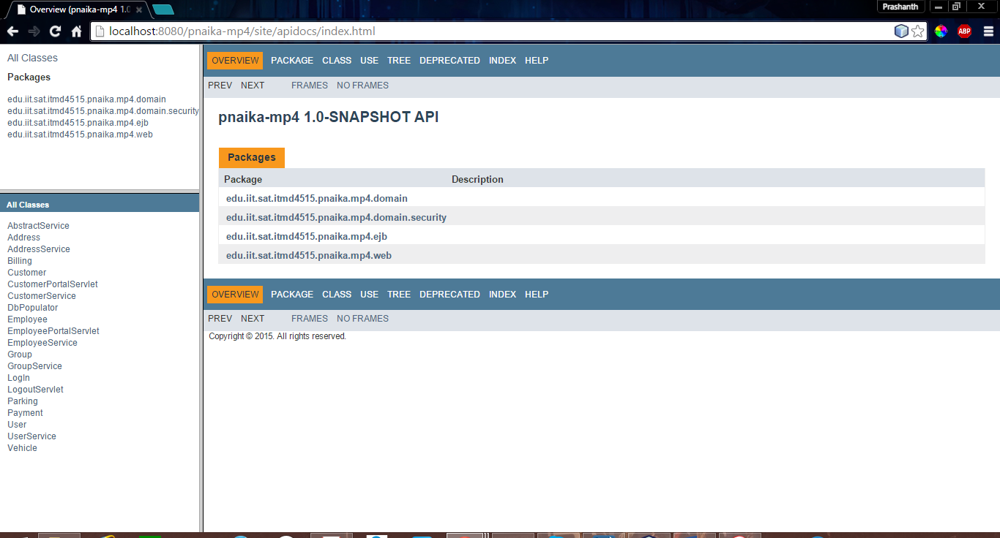 Overview (pnaika-mp4 1.0
Prashanth
localhost:8080/pnaika-mp4/site/apidocs/index.html
ABP
All Classes
Packages
edu.iit.sat.itmd4515.pnaika.mp4.domain
edu.iit.sat.itmd4515.pnaika.mp4.domain.security
edu.iit.sat.itmd4515.pnaika.mp4.ejb
edu.iit.sat.itmd4515.pnaika.mp4.web
All Classes
AbstractService
Address
AddressService
Billing
Customer
CustomerPortalServlet
CustomerService
DbPopulator
Employee
EmployeePortalServlet
EmployeeService
Group
GroupService
LogIn
LogoutServlet
Parking
Payment
User
UserService
Vehicle
OVERVIEW PACKAGE CLASS USE TREE DEPRECATED INDEX HELP
PREV NEXT FRAMES NO FRAMES
pnaika-mp4 1.0-SNAPSHOT API
Packages
Package Description
edu.iit.sat.itmd4515.pnaika.mp4.domain
edu.iit.sat.itmd4515.pnaika.mp4.domain.security
edu.iit.sat.itmd4515.pnaika.mp4.ejb
edu.iit.sat.itmd4515.pnaika.mp4.web
OVERVIEW PACKAGE CLASS USE TREE DEPRECATED INDEX HELP
PREV NEXT FRAMES NO FRAMES
Copyright © 2015. All rights reserved.